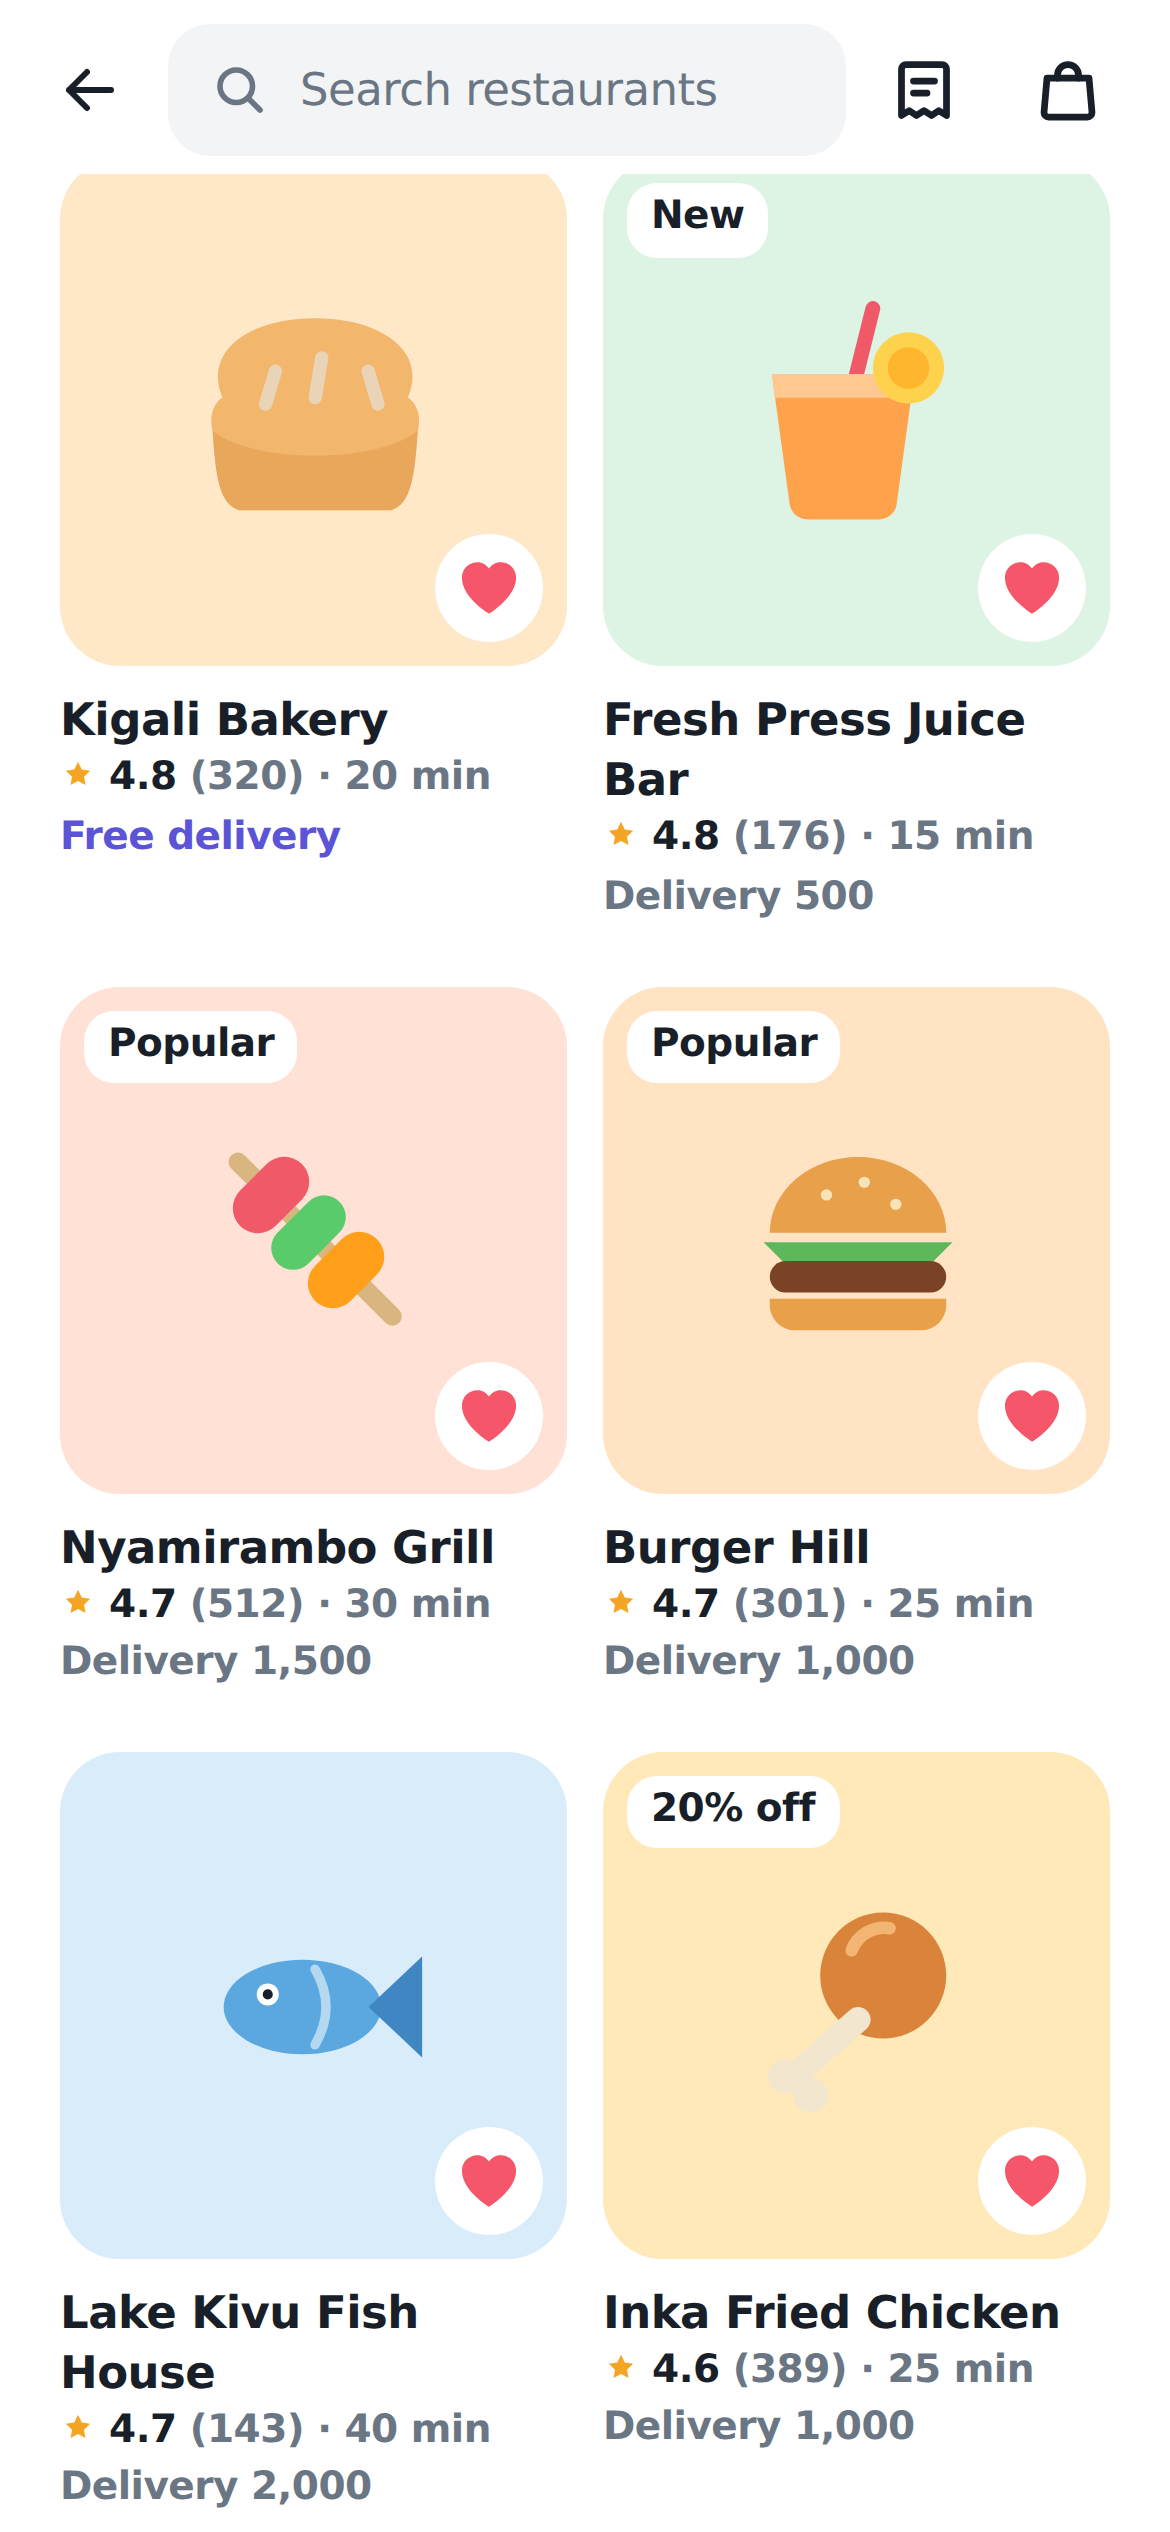 Search restaurants
New
Kigali Bakery
4.8 (320) · 20 min
Free delivery
Fresh Press Juice
Bar
4.8 (176) · 15 min
Delivery 500
Popular
Nyamirambo Grill
4.7 (512) · 30 min
Delivery 1,500
Popular
Burger Hill
4.7 (301) · 25 min
Delivery 1,000
Lake Kivu Fish
House
4.7 (143) · 40 min
Delivery 2,000
20% off
Inka Fried Chicken
4.6 (389) · 25 min
Delivery 1,000